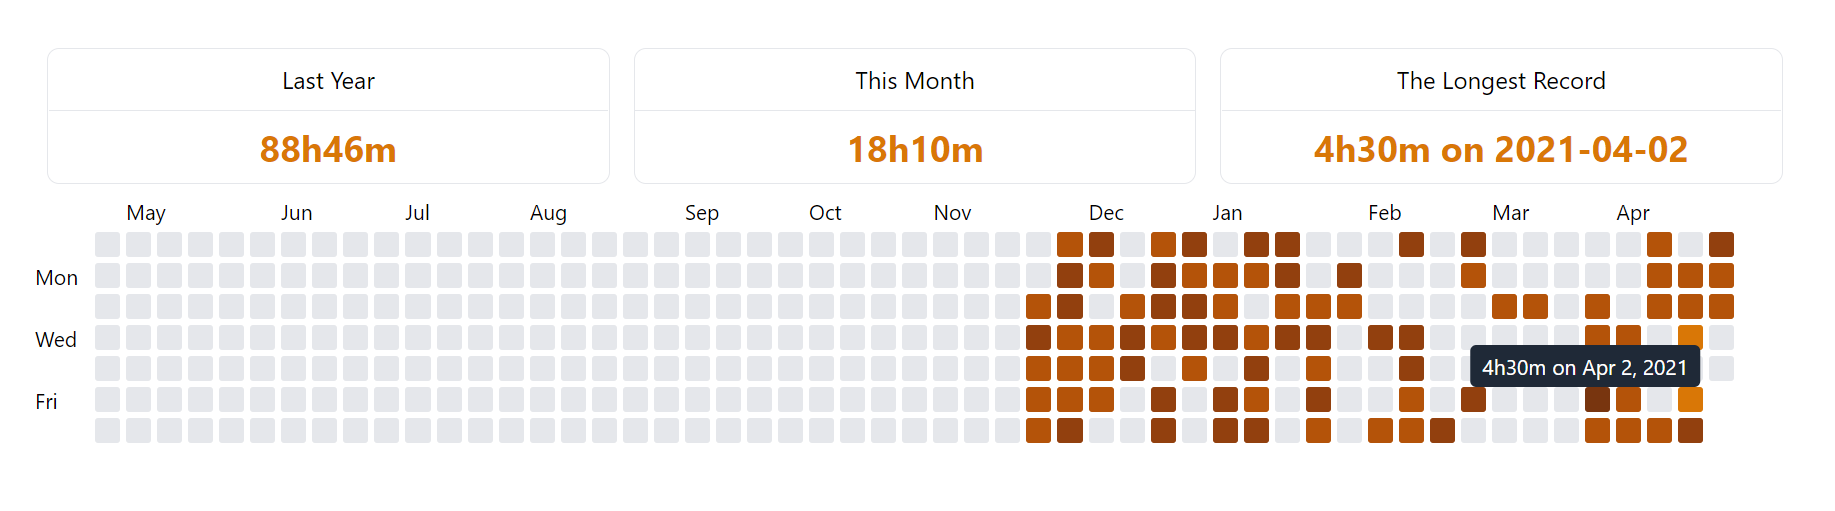 Last Year
This Month
The Longest Record
88h46m
18h10m
4h30m on 2021-04-02
May Jun Jul Aug Sep Oct Nov Dec Jan Feb Mar Apr
Mon
Wed
4h30m on Apr 2, 2021
Fri